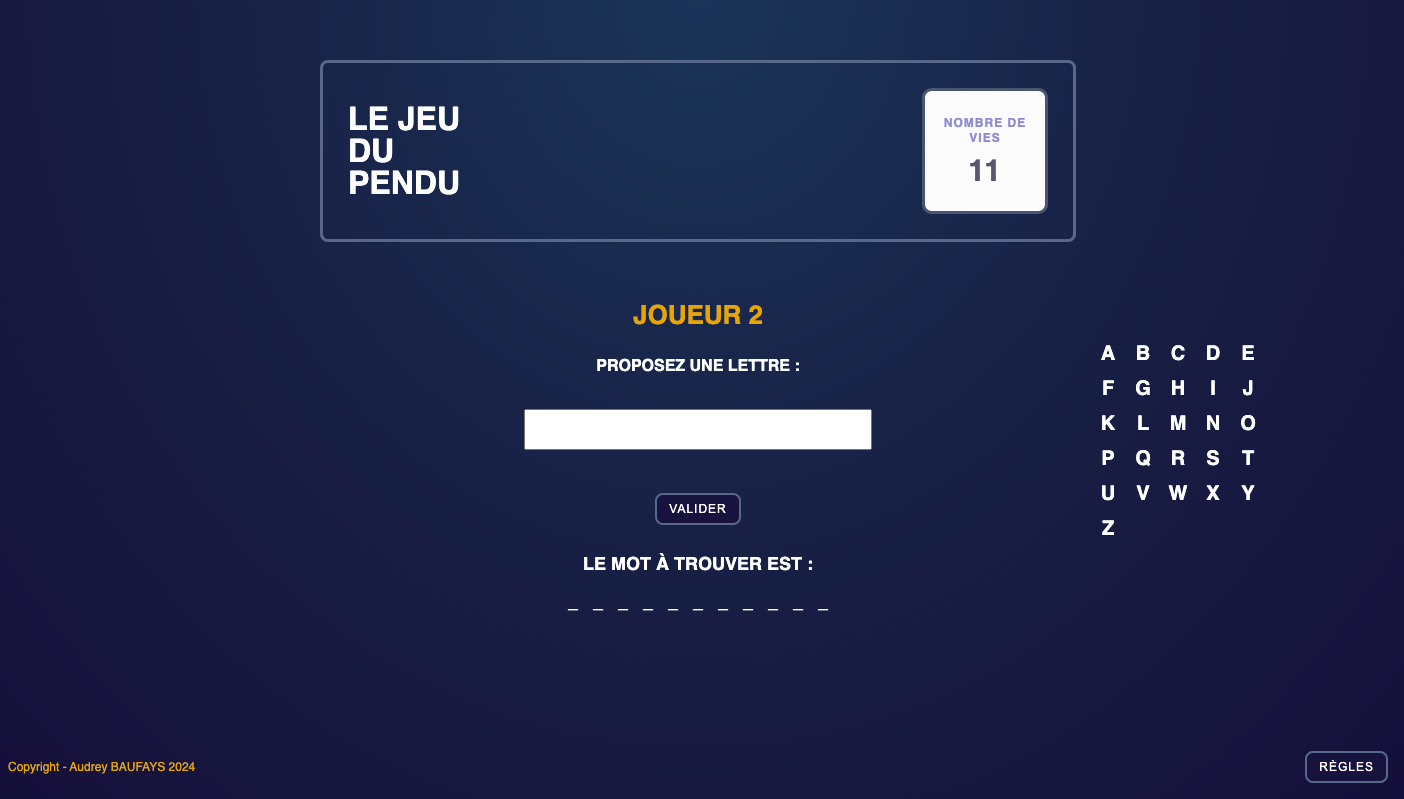 LE JEU
DU
PENDU
NOMBRE DE
VIES
11
JOUEUR 2
PROPOSEZ UNE LETTRE :
A B C D E
F G H I J
K L M N O
P Q R S T
U V W X Y
Z
VALIDER
LE MOT À TROUVER EST :
_ _ _ _ _ _ _ _ _ _ _
Copyright - Audrey BAUFAYS 2024
RÈGLES